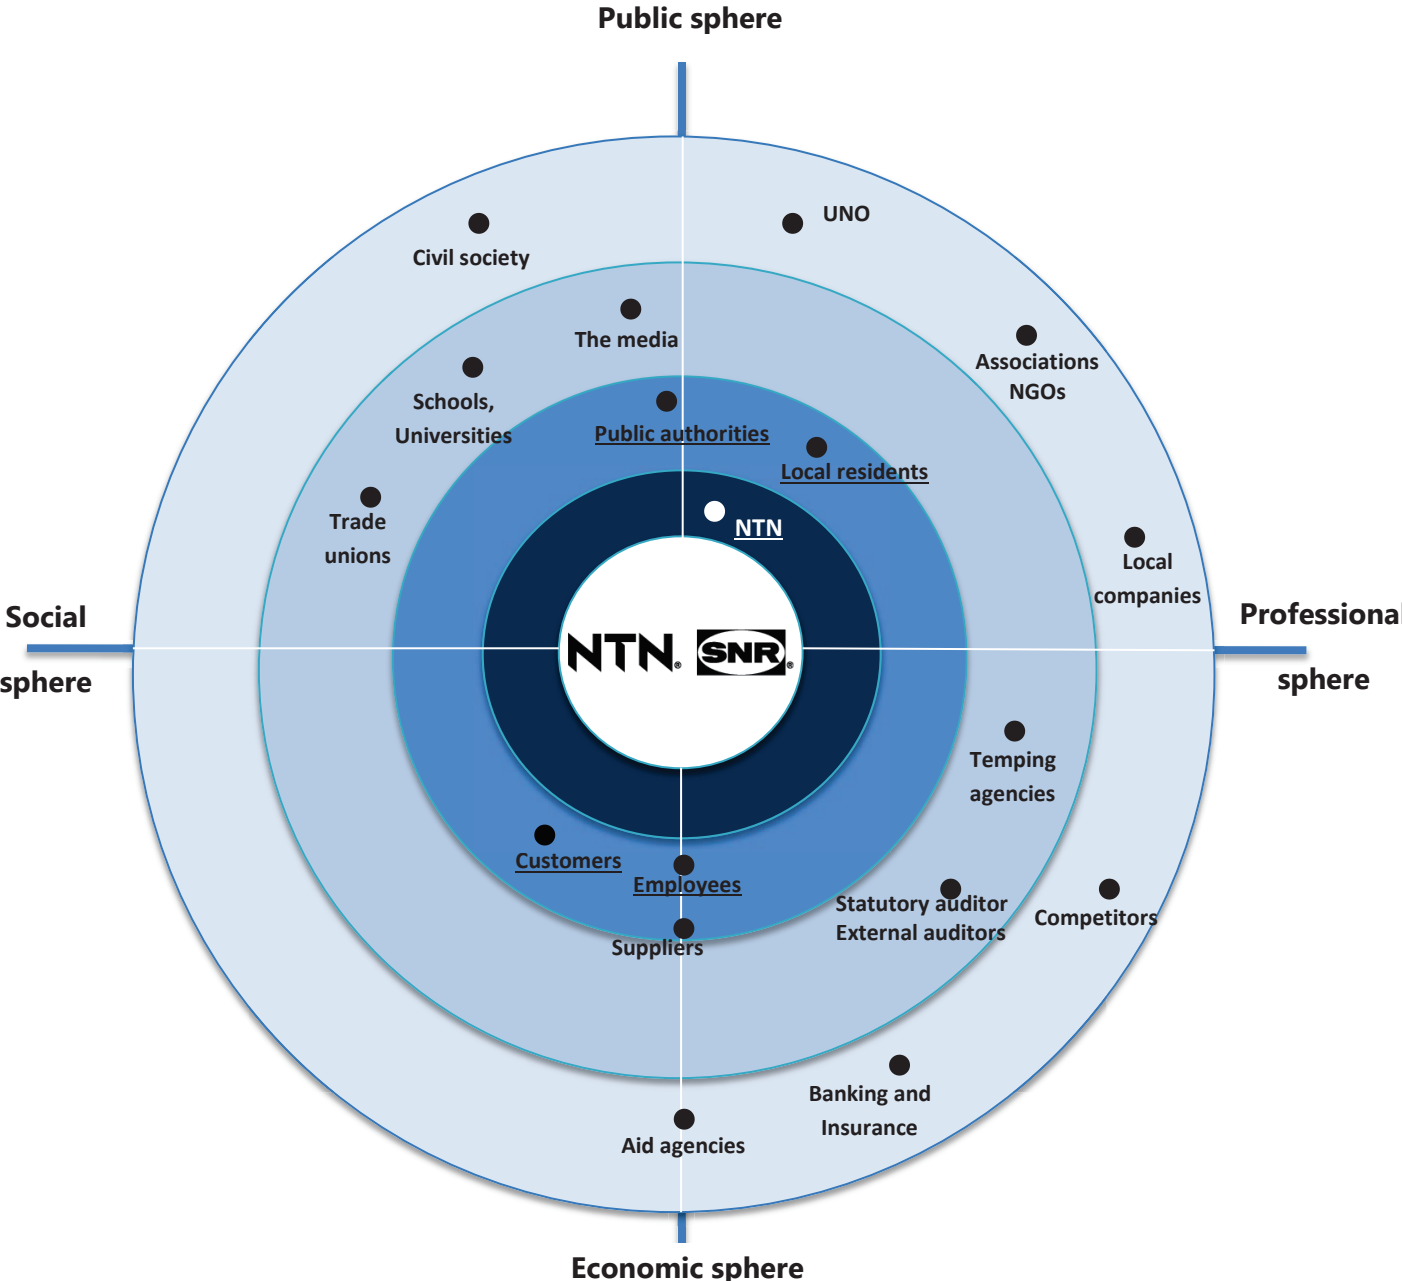 Public sphere
UNO
Civil society
The media
Associations
NGOs
Schools,
Universities
Public authorities
Local residents
Trade
unions
NTN
Local
companies
Social
sphere
NTN®
SNR®
Professional
sphere
Temping
agencies
Customers
Employees
Suppliers
Statutory auditor
External auditors
Competitors
Banking and
Insurance
Aid agencies
Economic sphere